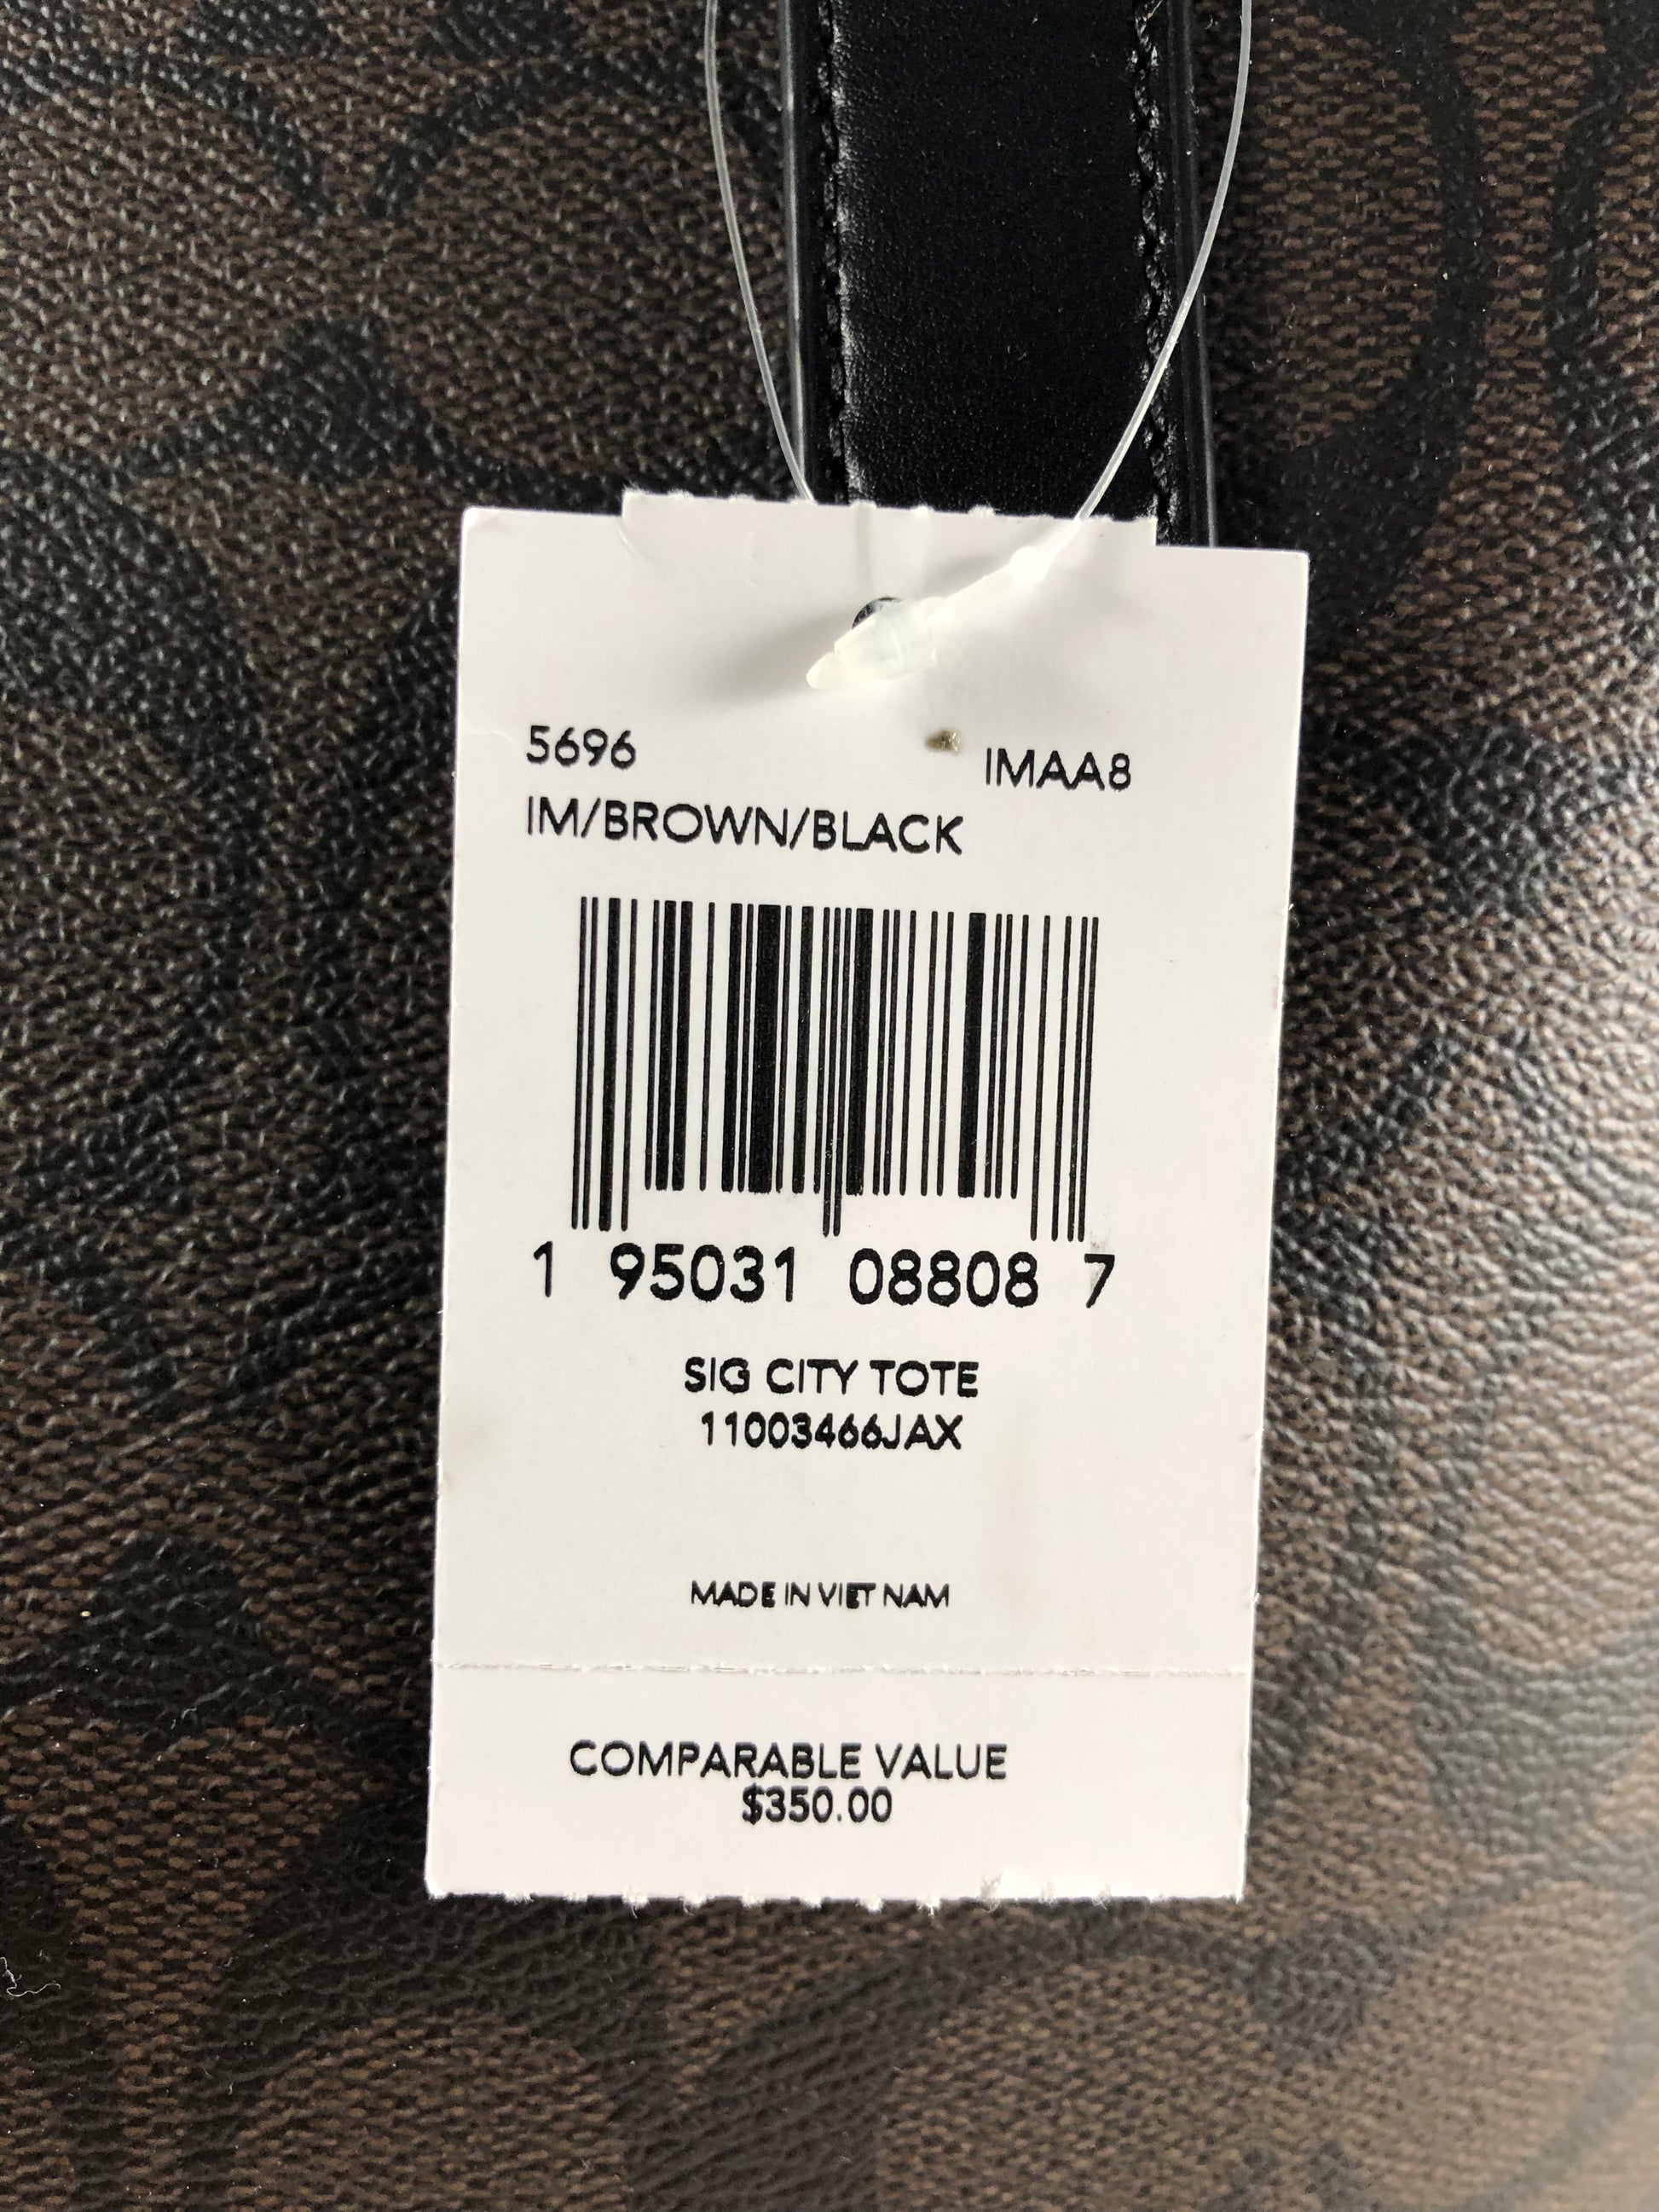 5696 IMAA8
IM/BROWN/BLACK
1 95031 08808 7
SIG CITY TOTE
11003466JAX
MADE IN VIET NAM
COMPARABLE VALUE
$350.00